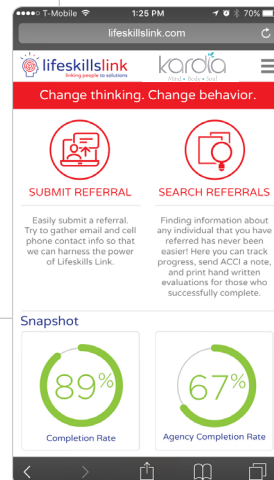 T-Mobile 1:25 PM 70%
lifeskillslink.com
lifeskillslink
linking people to solutions
kardia
Mind • Body • Soul
Change thinking. Change behavior.
SUBMIT REFERRAL
Easily submit a referral.
Try to gather email and cell
phone contact info so that
we can harness the power
of Lifeskills Link.
SEARCH REFERRALS
Finding information about
any individual that you have
referred has never been
easier! Here you can track
progress, send ACCI a note,
and print hand written
evaluations for those who
successfully complete.
Snapshot
89%
Completion Rate
67%
Agency Completion Rate